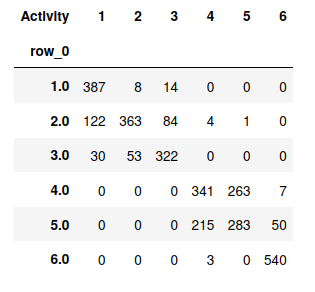 Activity 1 2 3 4 5 6
row_0
1.0 387 8 14 0 0 0
2.0 122 363 84 4 1 0
3.0 30 53 322 0 0 0
4.0 0 0 0 341 263 7
5.0 0 0 0 215 283 50
6.0 0 0 0 3 0 540